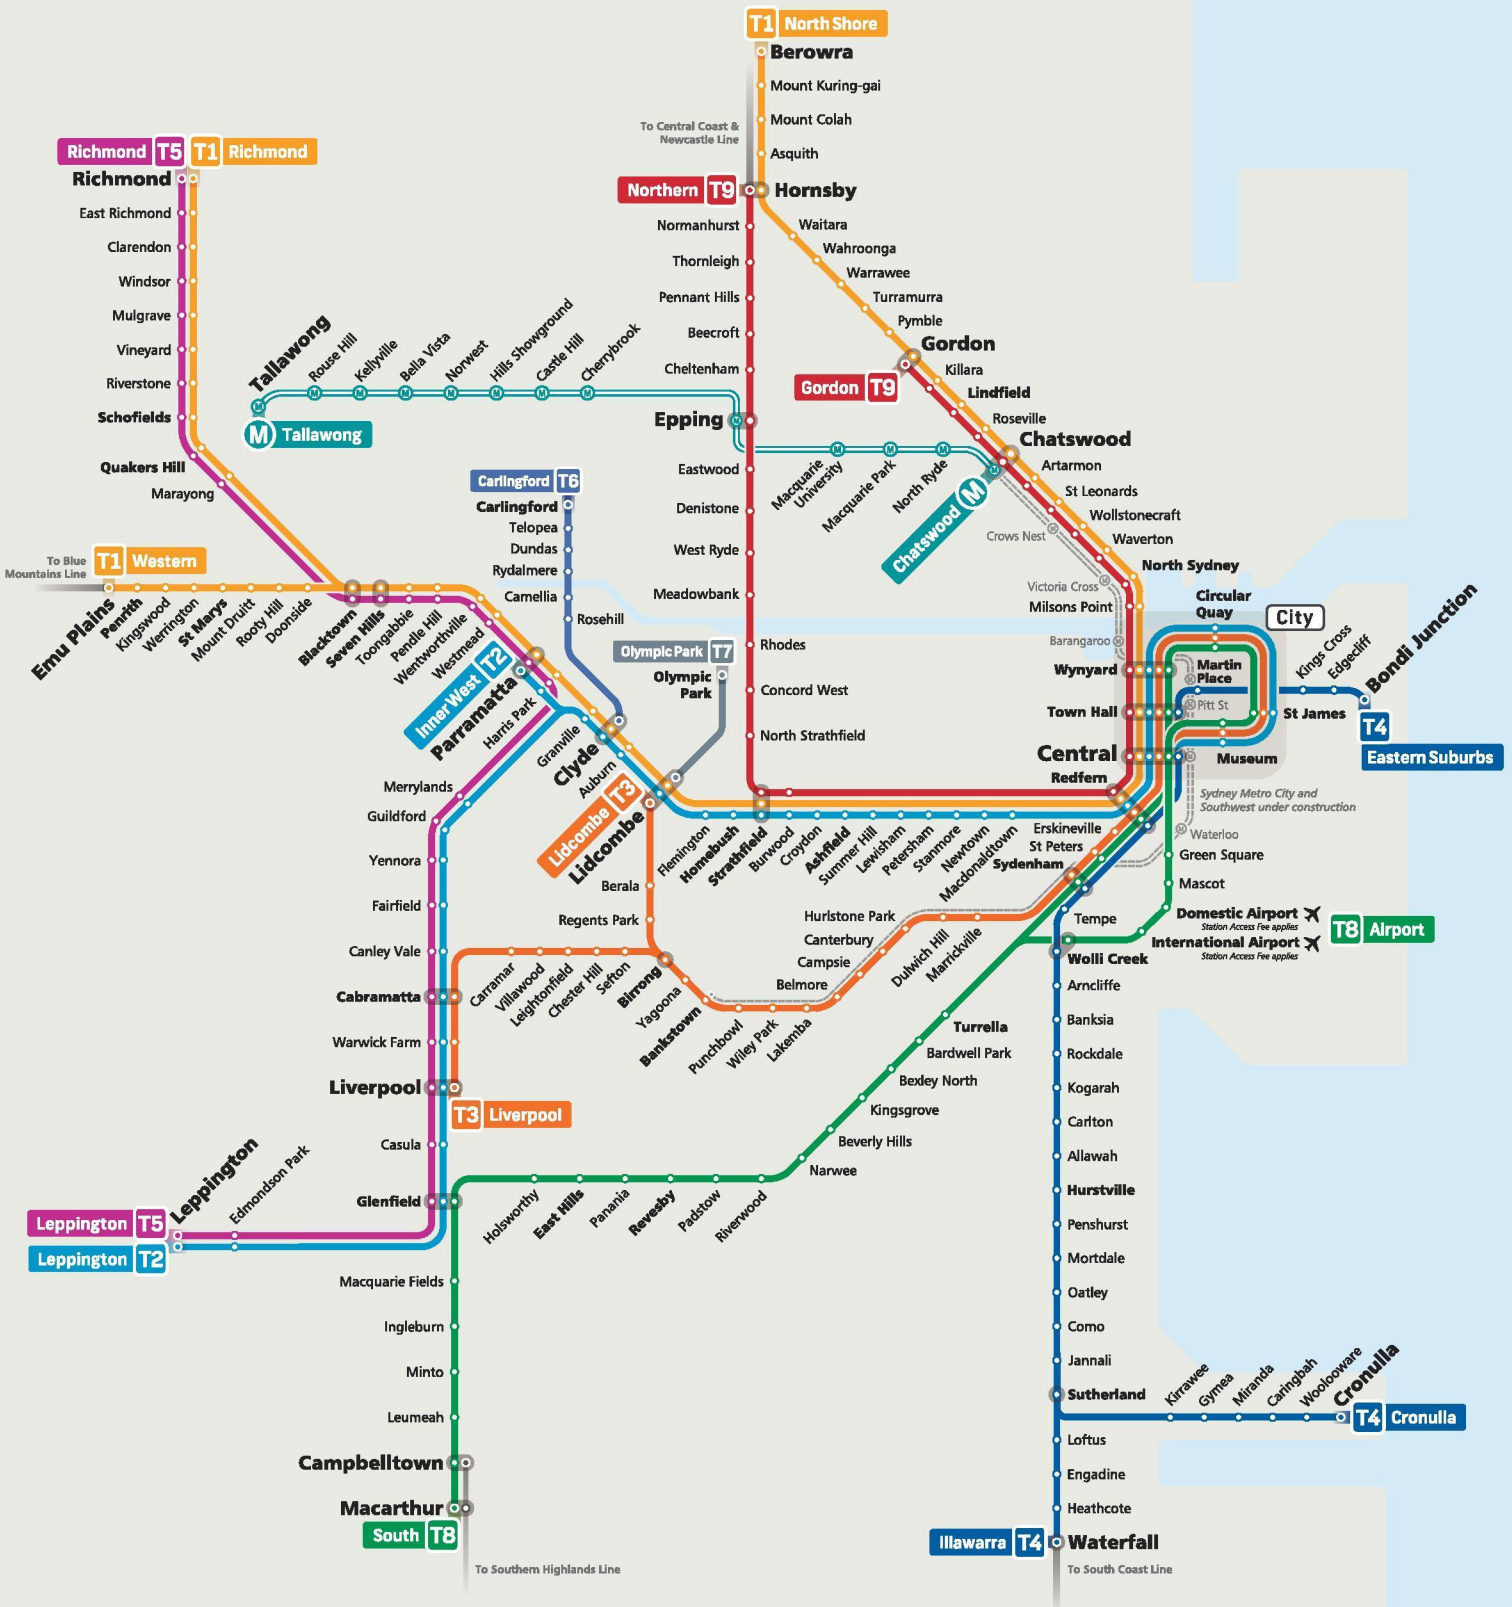 T1 North Shore
Berowra
Mount Kuring-gai
Mount Colah
To Central Coast &
Newcastle Line
Asquith
Richmond T5 T1 Richmond
Richmond
Northern T9
Hornsby
East Richmond
Clarendon
Windsor
Mulgrave
Vineyard
Riverstone
Schofields
Quakers Hill
Marayong
Normanhurst
Thornleigh
Pennant Hills
Beecroft
Cheltenham
Epping
Eastwood
Denistone
West Ryde
Meadowbank
Rhodes
Concord West
North Strathfield
Waitara
Wahroonga
Warrawee
Turramurra
Pymble
Gordon
Gordon T9
Killara
Lindfield
Roseville
Chatswood
Artarmon
St Leonards
Wollstonecraft
Waverton
North Sydney
Milsons Point
Tallawong
Rouse Hill
Kellyville
Bella Vista
Norwest
Hills Showground
Castle Hill
Cherrybrook
M Tallawong
Macquarie
University
Macquarie Park
North Ryde
Chatswood M
Crows Nest
Victoria Cross
Barangaroo
Carlingford T6
Carlingford
Telopea
Dundas
Rydalmere
Camellia
Rosehill
Olympic Park T7
Olympic
Park
To Blue
Mountains Line
T1 Western
Emu Plains
Penrith
Kingswood
Werrington
St Marys
Mount Druitt
Rooty Hill
Doonside
Blacktown
Seven Hills
Toongabbie
Pendle Hill
Wentworthville
Westmead
Inner West T2
Parramatta
Harris Park
Granville
Clyde
Auburn
Lidcombe T3
Lidcombe
Flemington
Homebush
Strathfield
Burwood
Croydon
Ashfield
Summer Hill
Lewisham
Petersham
Stanmore
Newtown
Macdonaldtown
Circular
Quay
City
Wynyard
Martin
Place
Town Hall
Pitt St
St James
Central
Museum
Redfern
Kings Cross
Edgecliff
Bondi Junction
T4
Eastern Suburbs
Sydney Metro City and
Southwest under construction
Waterloo
Green Square
Mascot
Domestic Airport
Station Access Fee applies
International Airport
Station Access Fee applies
T8 Airport
Erskineville
St Peters
Sydenham
Tempe
Wolli Creek
Merrylands
Guildford
Yennora
Fairfield
Canley Vale
Cabramatta
Warwick Farm
Liverpool
T3 Liverpool
Casula
Glenfield
Berala
Regents Park
Carramar
Villawood
Leightonfield
Chester Hill
Sefton
Birrong
Yagoona
Bankstown
Punchbowl
Wiley Park
Lakemba
Belmore
Campsie
Canterbury
Hurlstone Park
Dulwich Hill
Marrickville
Turrella
Bardwell Park
Bexley North
Kingsgrove
Beverly Hills
Narwee
Holsworthy
East Hills
Panania
Revesby
Padstow
Riverwood
Leppington
Edmondson Park
Leppington T5
Leppington T2
Macquarie Fields
Ingleburn
Minto
Leumeah
Campbelltown
Macarthur
South T8
To Southern Highlands Line
Arncliffe
Banksia
Rockdale
Kogarah
Carlton
Allawah
Hurstville
Penshurst
Mortdale
Oatley
Como
Jannali
Sutherland
Kirrawee
Gymea
Miranda
Caringbah
Woolooware
Cronulla
T4 Cronulla
Loftus
Engadine
Heathcote
Illawarra T4
Waterfall
To South Coast Line